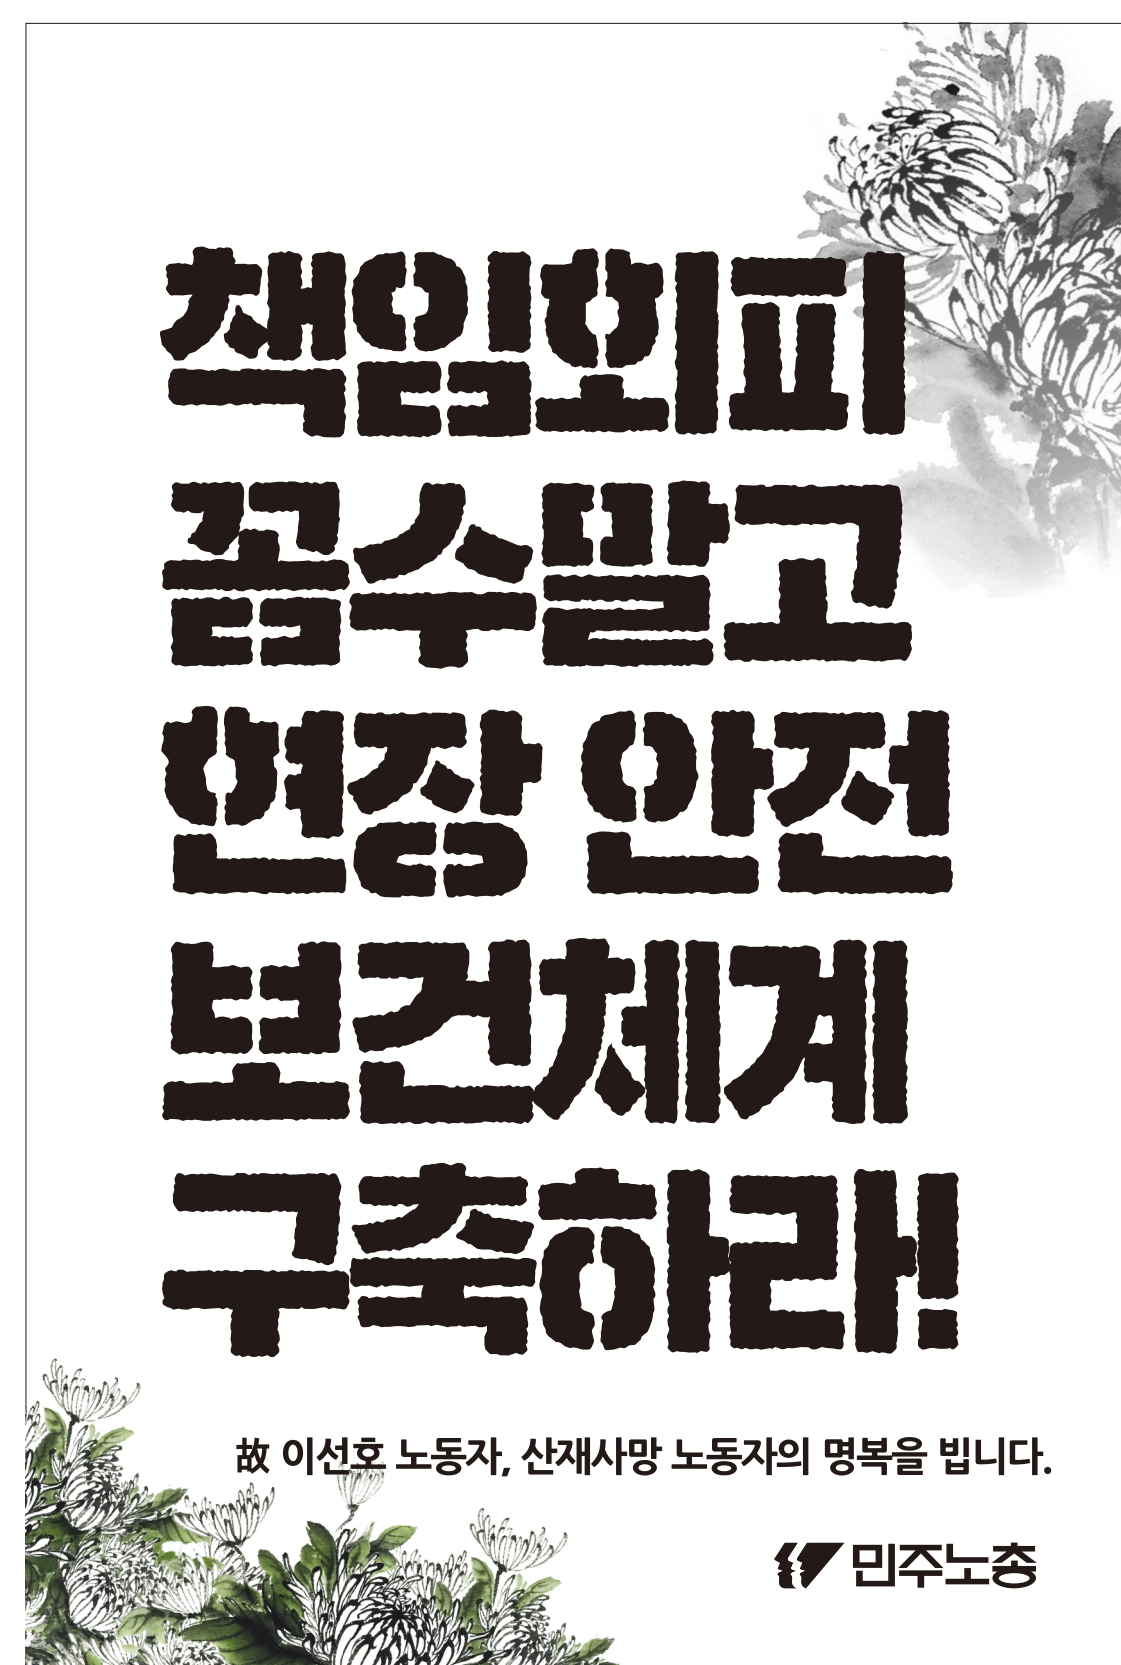 책임회피
꼼수말고
현장 안전
보건체계
구축하라!
故 이선호 노동자, 산재사망 노동자의 명복을 빕니다.
민주노총